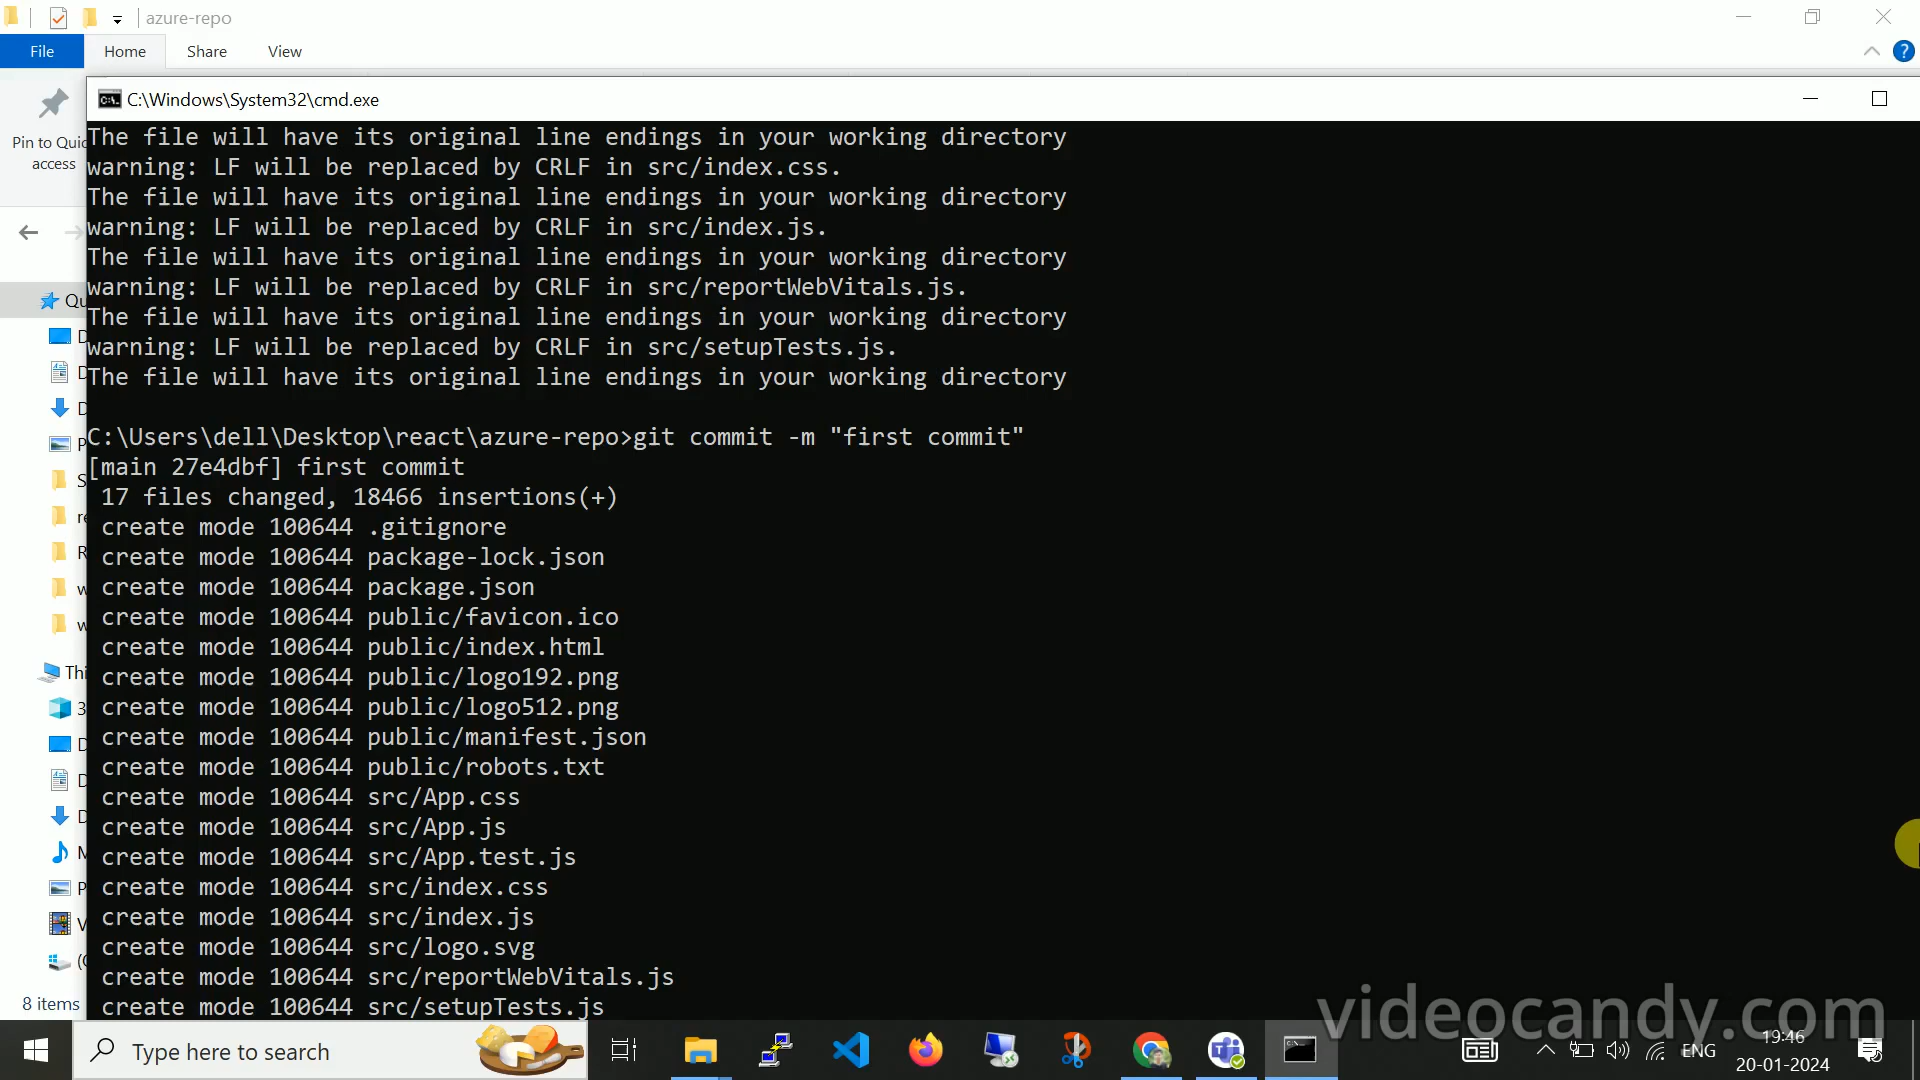 azure-repo
File Home Share View
C:\Windows\System32\cmd.exe
Pin to Quic
access
The file will have its original line endings in your working directory
warning: LF will be replaced by CRLF in src/index.css.
The file will have its original line endings in your working directory
warning: LF will be replaced by CRLF in src/index.js.
The file will have its original line endings in your working directory
warning: LF will be replaced by CRLF in src/reportWebVitals.js.
The file will have its original line endings in your working directory
warning: LF will be replaced by CRLF in src/setupTests.js.
The file will have its original line endings in your working directory
C:\Users\dell\Desktop\react\azure-repo>git commit -m "first commit"
[main 27e4dbf] first commit
17 files changed, 18466 insertions(+)
create mode 100644 .gitignore
create mode 100644 package-lock.json
create mode 100644 package.json
create mode 100644 public/favicon.ico
create mode 100644 public/index.html
create mode 100644 public/logo192.png
create mode 100644 public/logo512.png
create mode 100644 public/manifest.json
create mode 100644 public/robots.txt
create mode 100644 src/App.css
create mode 100644 src/App.js
create mode 100644 src/App.test.js
create mode 100644 src/index.css
create mode 100644 src/index.js
create mode 100644 src/logo.svg
create mode 100644 src/reportWebVitals.js
create mode 100644 src/setupTests.js
8 items
videocandy.com
Type here to search
ENG
19:46
20-01-2024